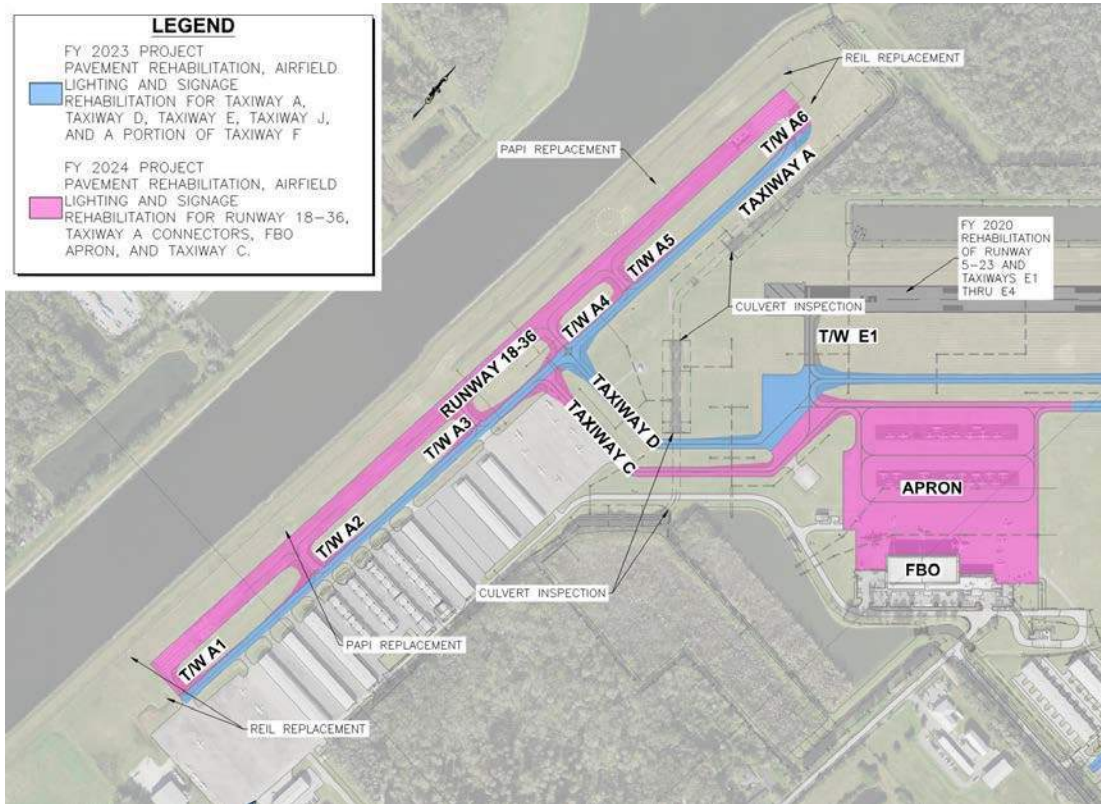 LEGEND
FY 2023 PROJECT
PAVEMENT REHABILITATION, AIRFIELD
LIGHTING AND SIGNAGE
REHABILITATION FOR TAXIWAY A,
TAXIWAY D, TAXIWAY E, TAXIWAY J,
AND A PORTION OF TAXIWAY F
FY 2024 PROJECT
PAVEMENT REHABILITATION, AIRFIELD
LIGHTING AND SIGNAGE
REHABILITATION FOR RUNWAY 18-36,
TAXIWAY A CONNECTORS, FBO
APRON, AND TAXIWAY C.
REIL REPLACEMENT
T/W A6
PAPI REPLACEMENT
TAXIWAY A
FY 2020
REHABILITATION
OF RUNWAY
5-23 AND
TAXIWAYS E1
THRU E4
T/W A5
CULVERT INSPECTION
T/W A4
T/W E1
RUNWAY 18-36
TAXIWAY D
TAXIWAY C
T/W A3
APRON
T/W A2
FBO
CULVERT INSPECTION
PAPI REPLACEMENT
T/W A1
REIL REPLACEMENT